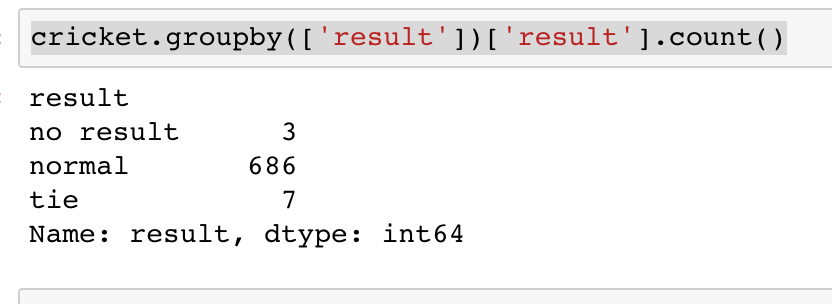 cricket.groupby(['result'])['result'].count()
result
no result      3
normal       686
tie            7
Name: result, dtype: int64